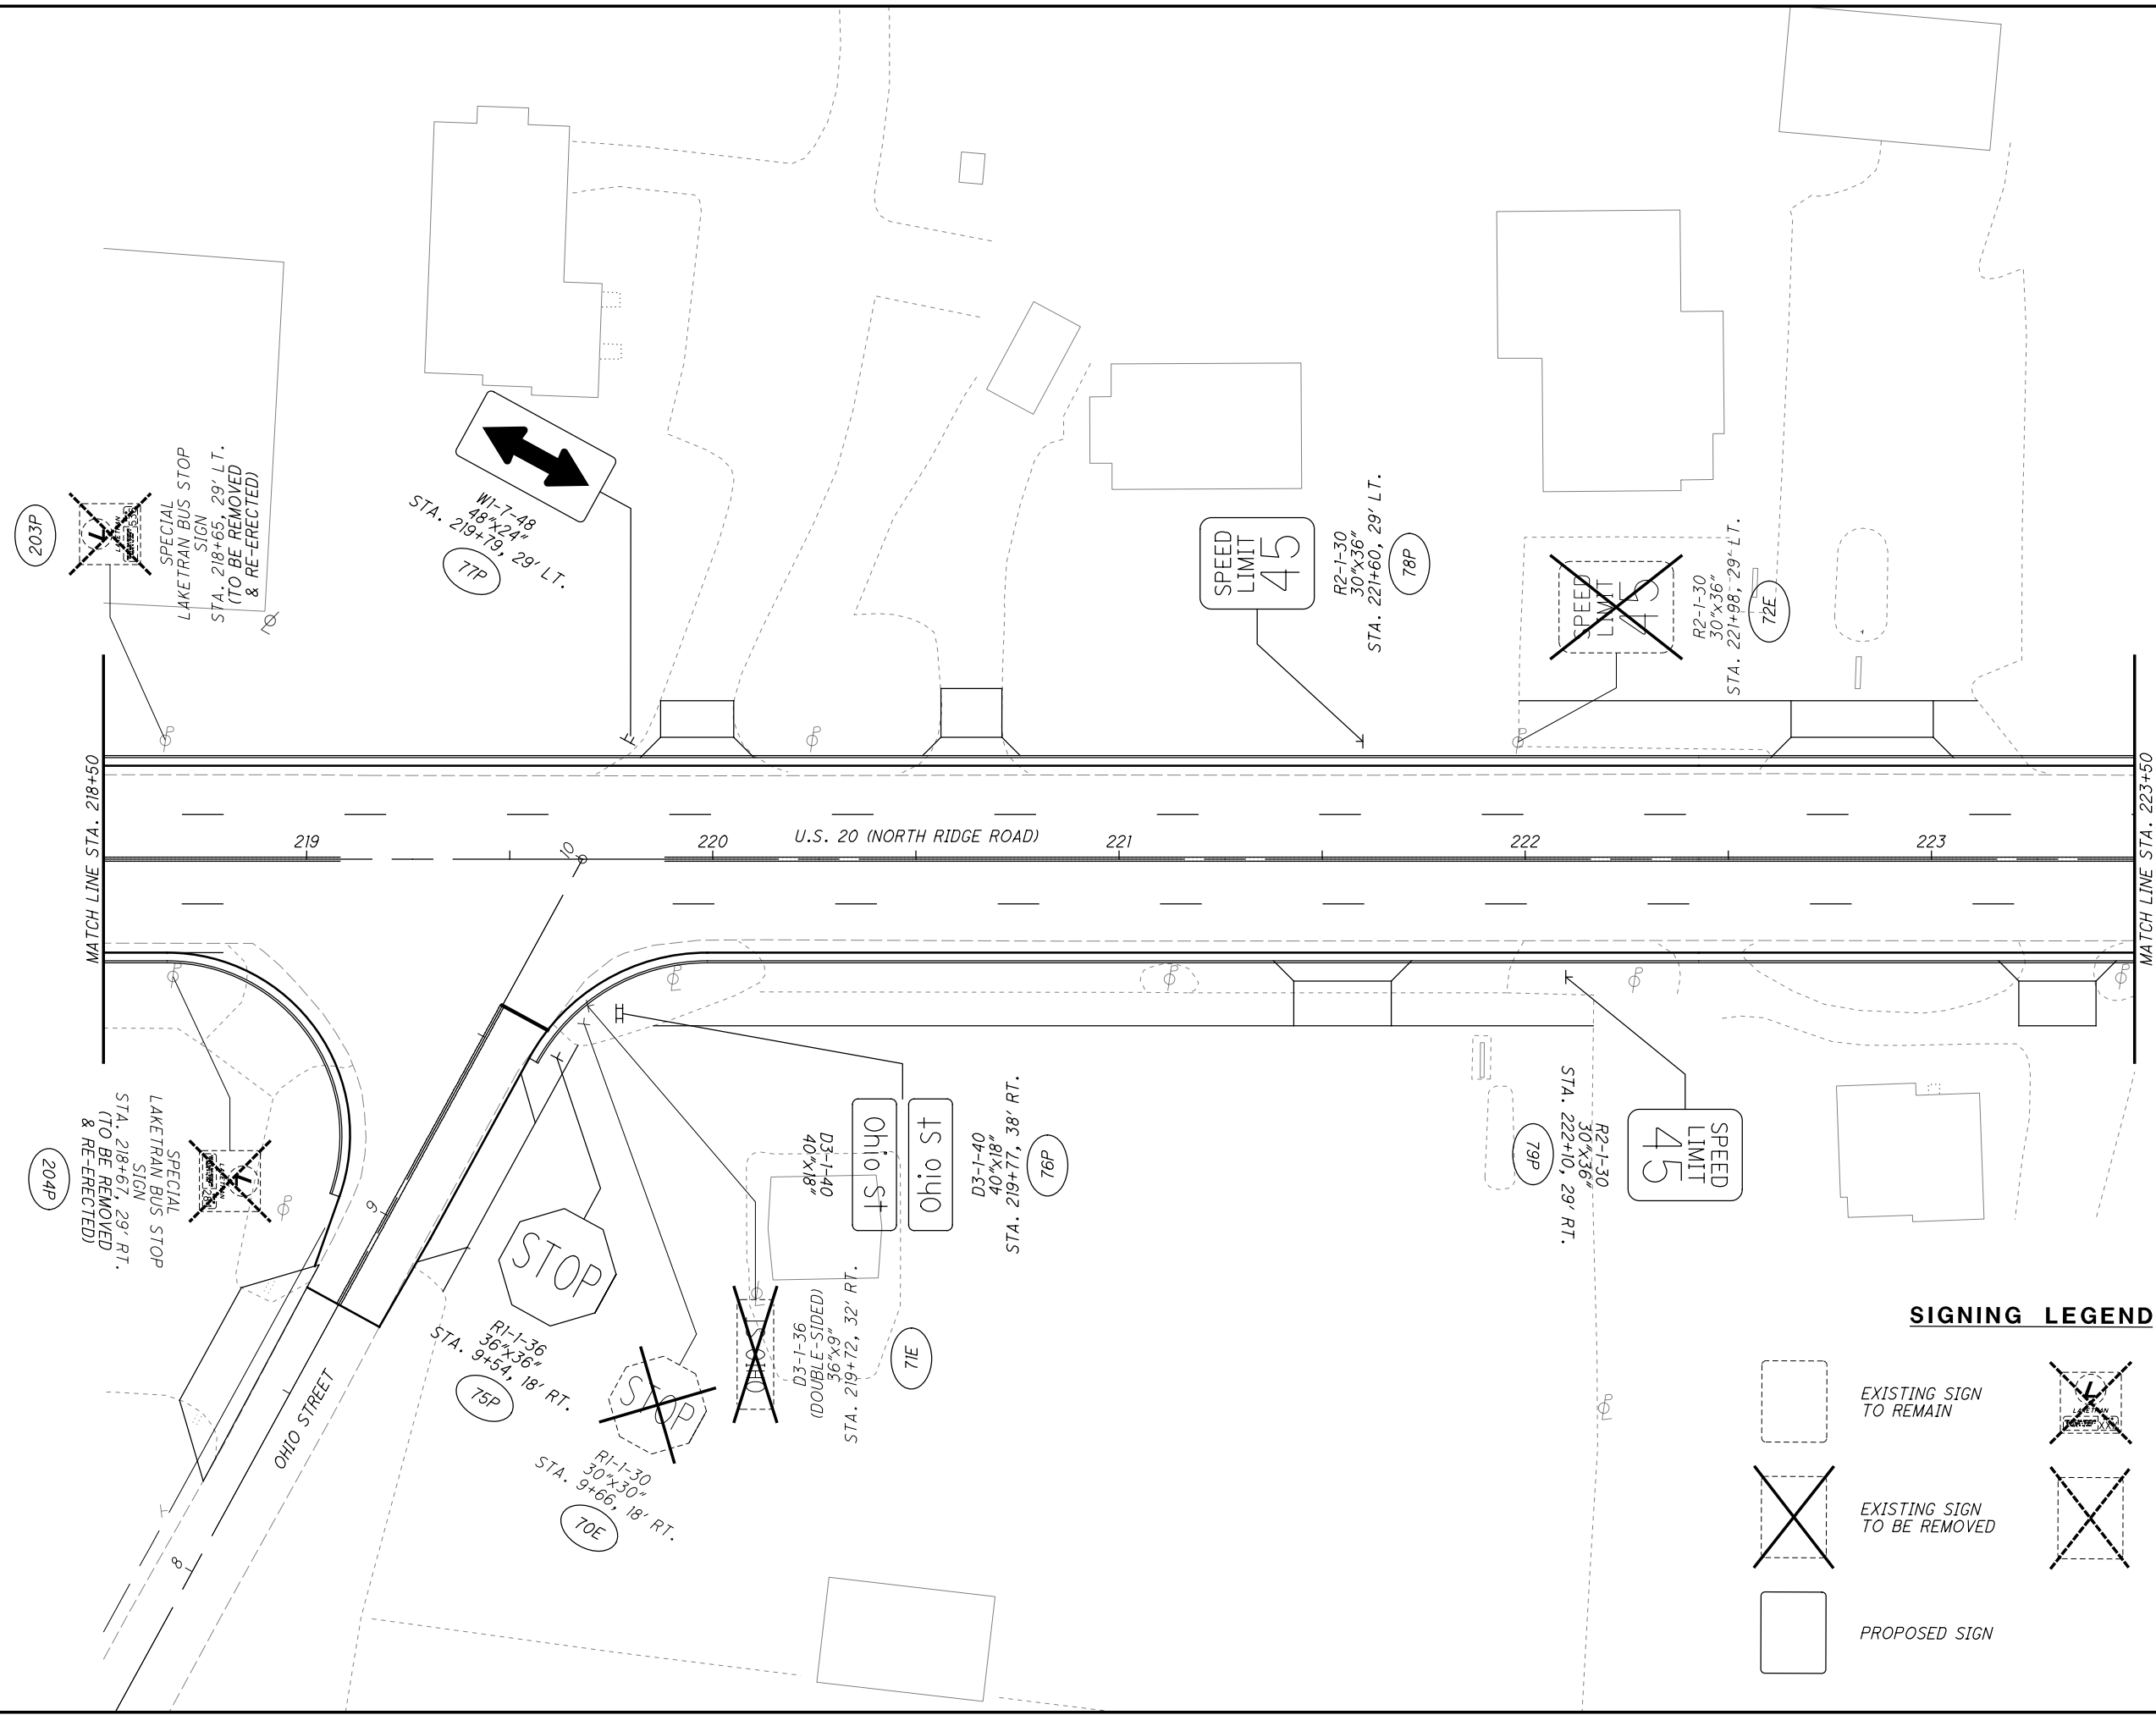 203P
SPECIAL
LAKETRAN BUS STOP
SIGN
STA. 218+65, 29' LT.
(TO BE REMOVED
& RE-ERECTED)
W1-7-48
48"x24"
STA. 219+79, 29' LT.
77P
SPEED
LIMIT
45
R2-1-30
30"x36"
STA. 221+60, 29' LT.
78P
SPEED
LIMIT
45
R2-1-30
30"x36"
STA. 221+98, 29' LT.
72E
MATCH LINE STA. 218+50
219
10
220
U.S. 20 (NORTH RIDGE ROAD)
221
222
223
MATCH LINE STA. 223+50
SPECIAL
LAKETRAN BUS STOP
SIGN
STA. 218+67, 29' RT.
(TO BE REMOVED
& RE-ERECTED)
204P
9
8
OHIO STREET
STOP
R1-1-36
36"x36"
STA. 9+54, 18' RT.
75P
STOP
R1-1-30
30"x30"
STA. 9+66, 18' RT.
70E
D3-1-40
40"x18"
Ohio St
Ohio St
D3-1-40
40"x18"
STA. 219+77, 38' RT.
76P
OHIO ST
D3-1-36
(DOUBLE-SIDED)
36"x9"
STA. 219+72, 32' RT.
71E
SPEED
LIMIT
45
R2-1-30
30"x36"
STA. 222+10, 29' RT.
79P
SIGNING LEGEND
EXISTING SIGN
TO REMAIN
LAKETRAN
EXISTING SIGN
TO BE REMOVED
PROPOSED SIGN